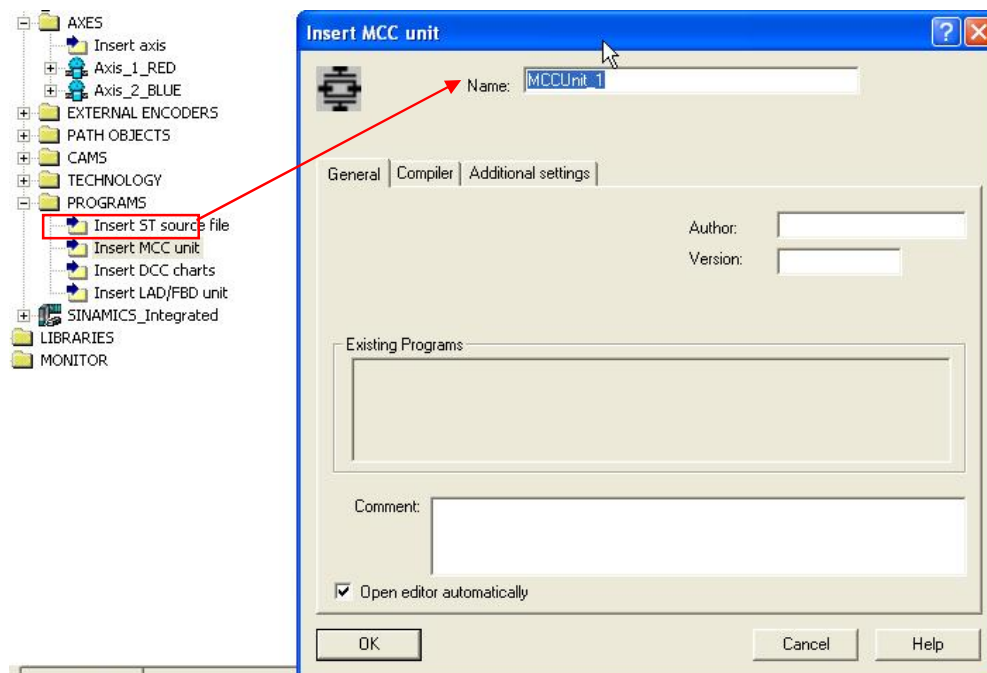 AXES
Insert axis
Axis_1_RED
Axis_2_BLUE
EXTERNAL ENCODERS
PATH OBJECTS
CAMS
TECHNOLOGY
PROGRAMS
Insert ST source file
Insert MCC unit
Insert DCC charts
Insert LAD/FBD unit
SINAMICS_Integrated
LIBRARIES
MONITOR
Insert MCC unit
Name: MCCUnit_1
General Compiler Additional settings
Author:
Version:
Existing Programs
Comment:
Open editor automatically
OK Cancel Help